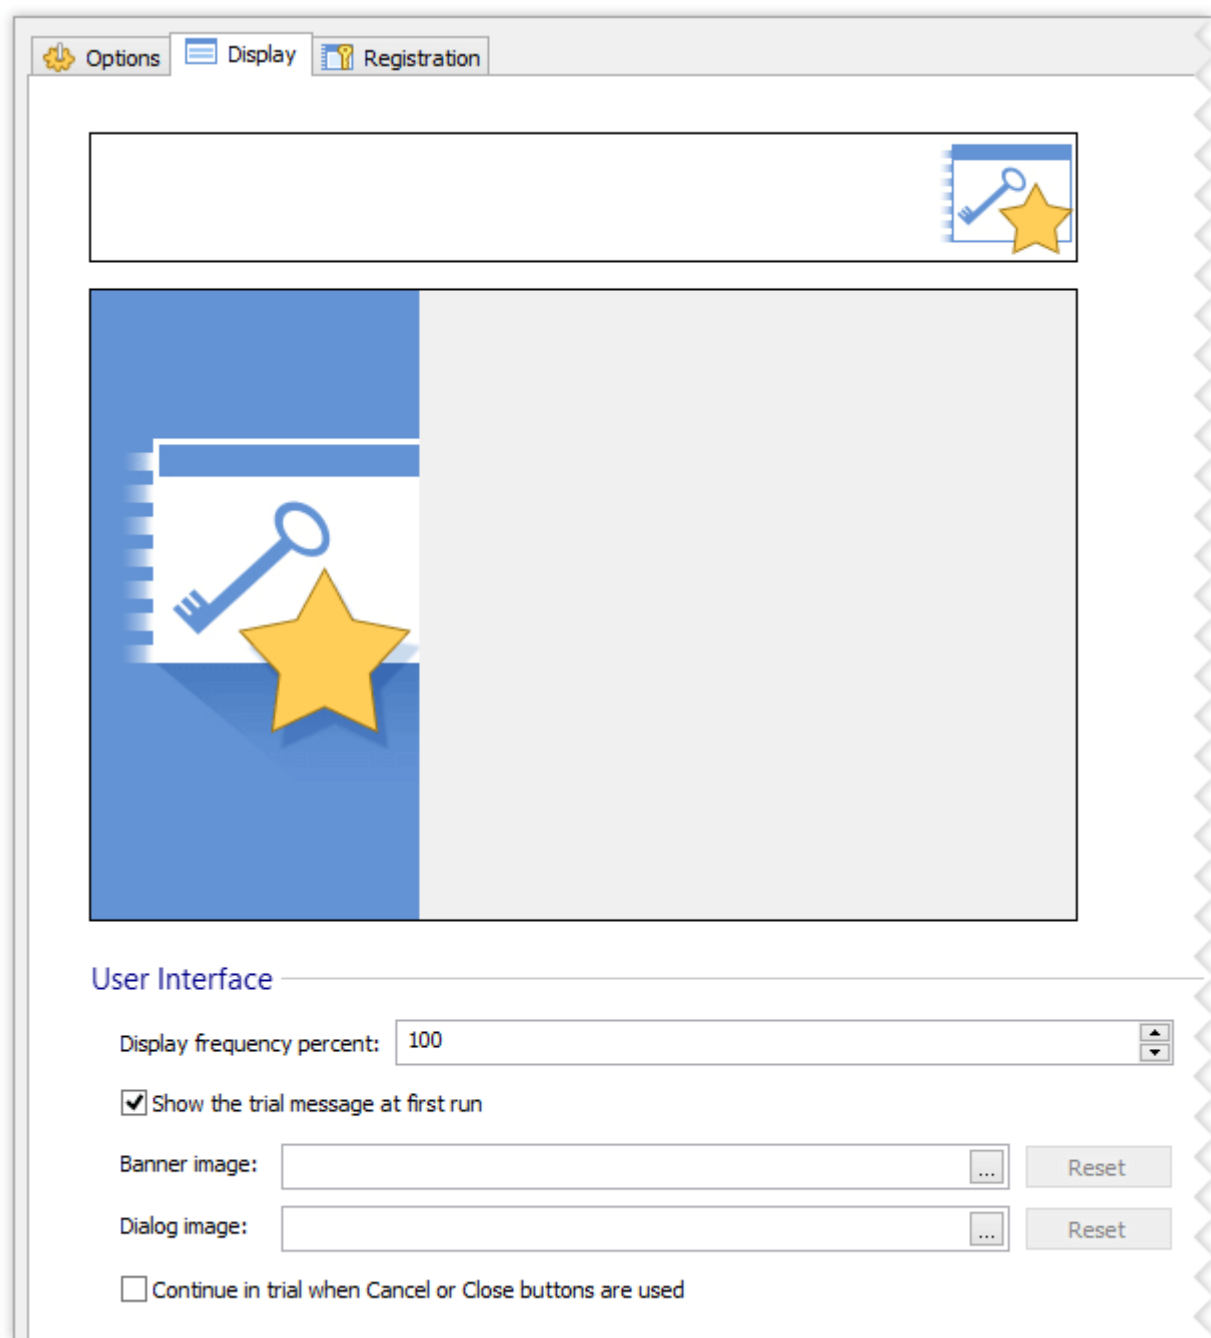 Options Display Registration
User Interface
Display frequency percent: 100
Show the trial message at first run
Banner image: ... Reset
Dialog image: ... Reset
Continue in trial when Cancel or Close buttons are used